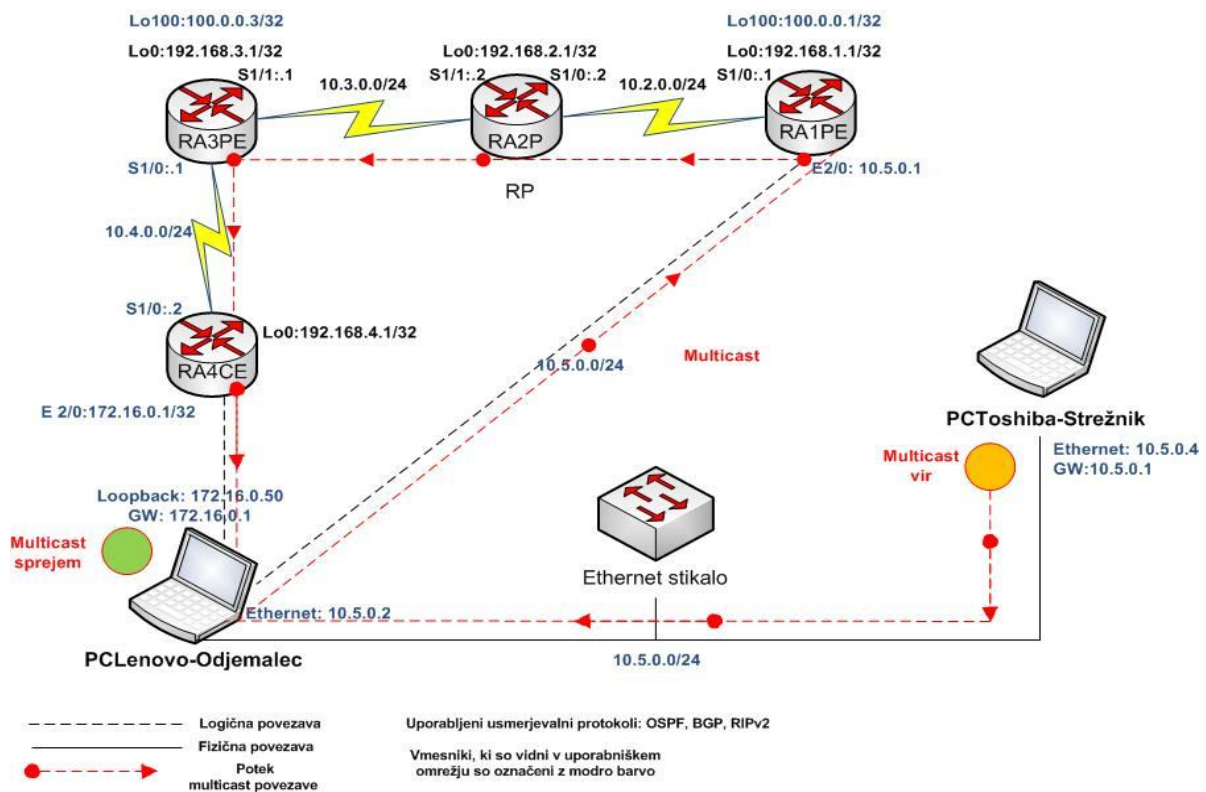 Lo100:100.0.0.3/32
Lo0:192.168.3.1/32
S1/1:.1
10.3.0.0/24
Lo0:192.168.2.1/32
S1/1:.2
S1/0:.2
10.2.0.0/24
Lo100:100.0.0.1/32
Lo0:192.168.1.1/32
S1/0:.1
RA3PE
RA2P
RA1PE
S1/0:.1
RP
E2/0: 10.5.0.1
10.4.0.0/24
S1/0:.2
Lo0:192.168.4.1/32
RA4CE
10.5.0.0/24
Multicast
E 2/0:172.16.0.1/32
PCToshiba-Strežnik
Ethernet: 10.5.0.4
GW:10.5.0.1
Multicast
vir
Loopback: 172.16.0.50
GW: 172.16.0.1
Multicast
sprejem
Ethernet stikalo
Ethernet: 10.5.0.2
PCLenovo-Odjemalec
10.5.0.0/24
Logična povezava
Fizična povezava
Potek
multicast povezave
Uporabljeni usmerjevalni protokoli: OSPF, BGP, RIPv2
Vmesniki, ki so vidni v uporabniškem
omrežju so označeni z modro barvo